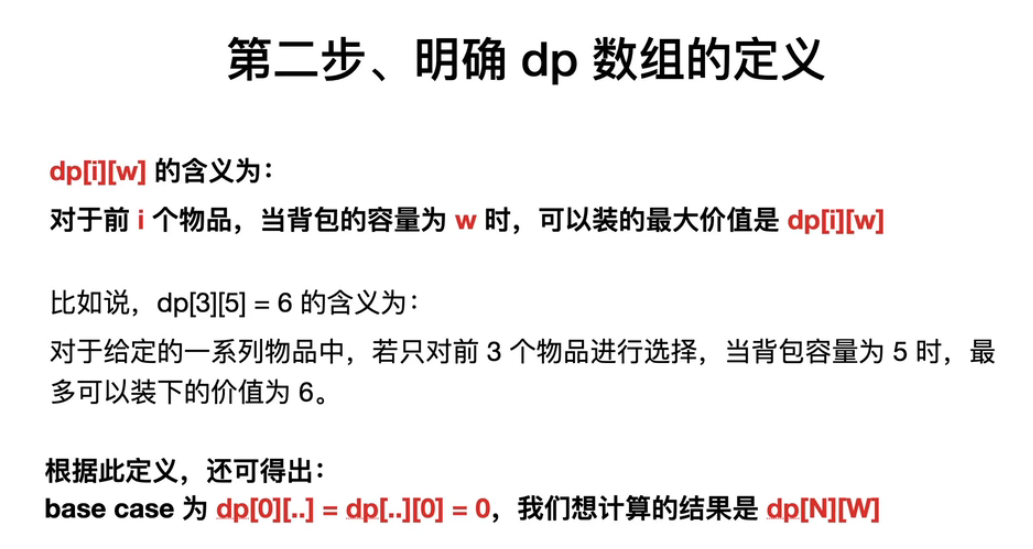 第二步、明确 dp 数组的定义
dp[i][w] 的含义为：
对于前 i 个物品，当背包的容量为 w 时，可以装的最大价值是 dp[i][w]
比如说，dp[3][5] = 6 的含义为：
对于给定的一系列物品中，若只对前 3 个物品进行选择，当背包容量为 5 时，最
多可以装下的价值为 6。
根据此定义，还可得出：
base case 为 dp[0][..] = dp[..][0] = 0，我们想计算的结果是 dp[N][W]